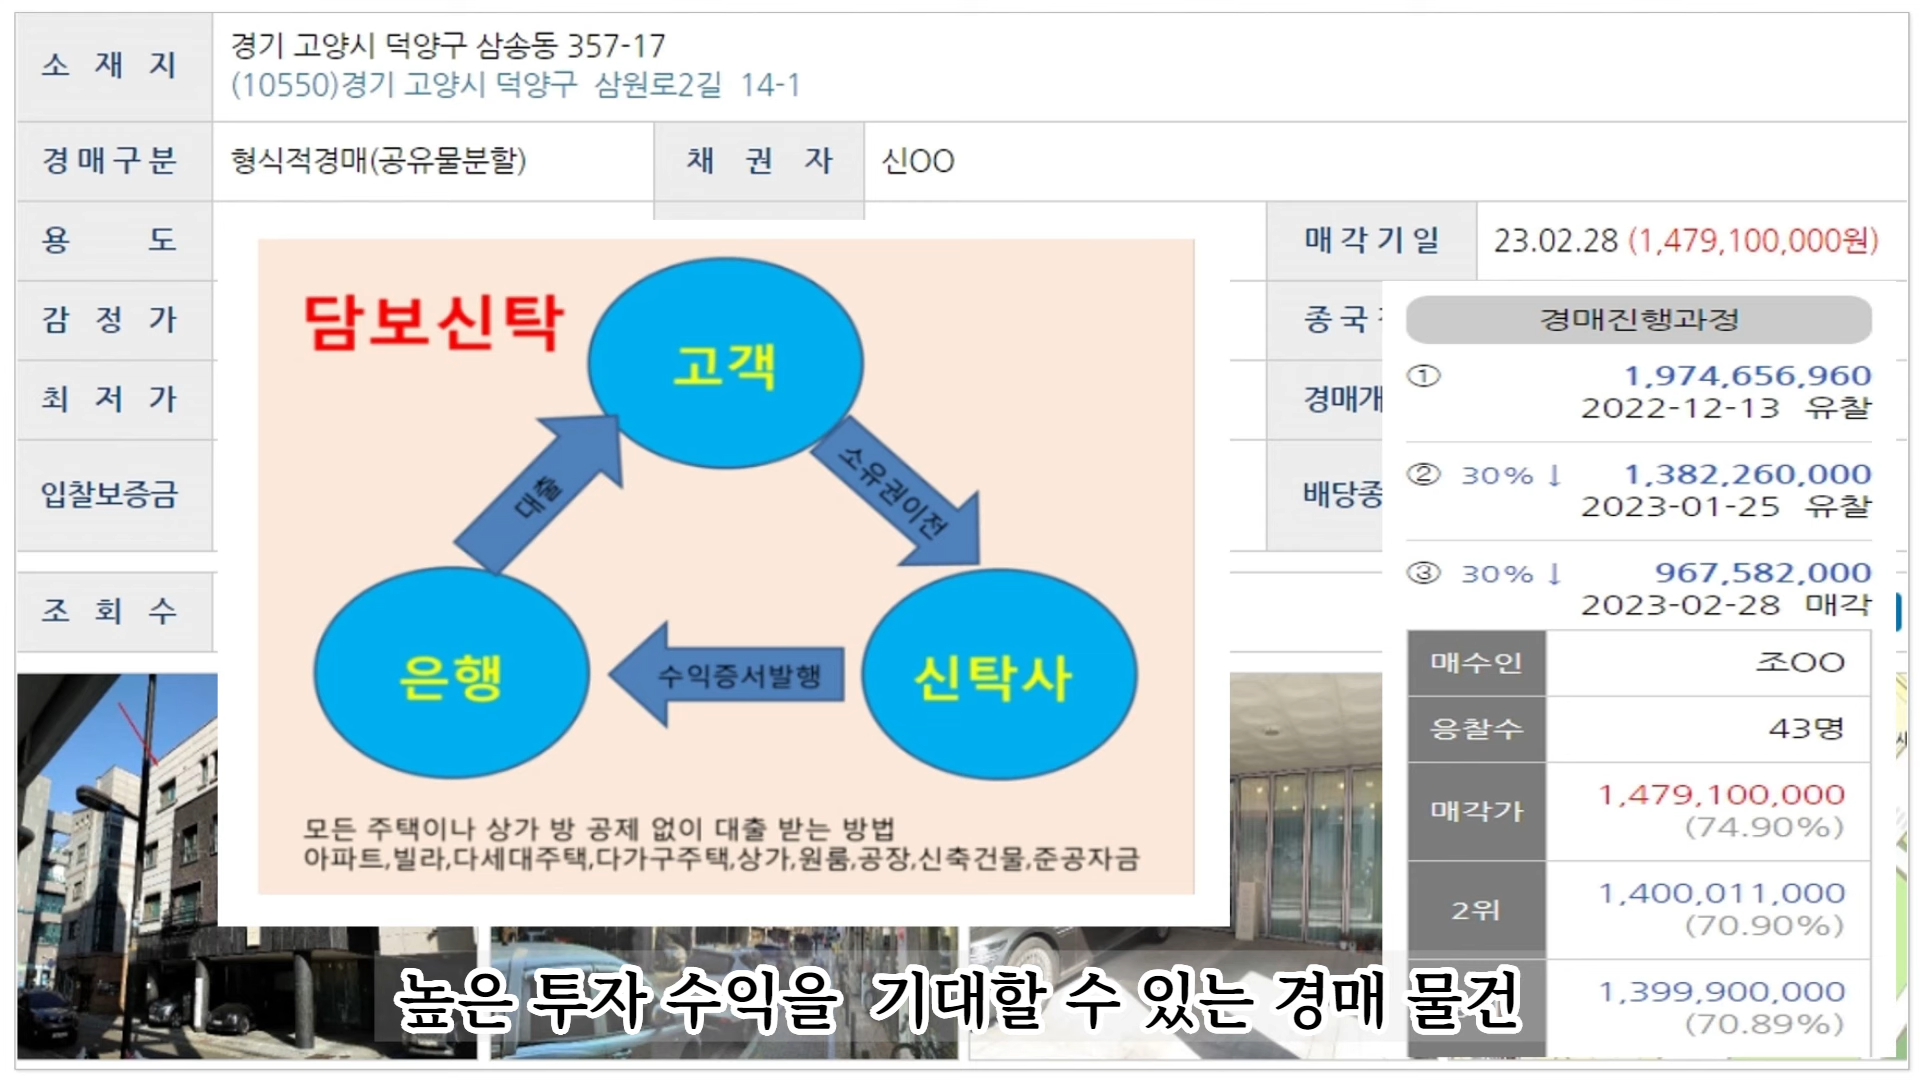 소재지
경기 고양시 덕양구 삼송동 357-17
(10550)경기 고양시 덕양구 삼원로2길 14-1
경매구분
형식적경매(공유물분할)
채권자
신OO
용도
매각기일
23.02.28 (1,479,100,000원)
감정가
종국
최저가
경매개
입찰보증금
배당종
조회수
담보신탁
고객
대출
소유권이전
은행
수익증서발행
신탁사
모든 주택이나 상가 방 공제 없이 대출 받는 방법
아파트,빌라,다세대주택,다가구주택,상가,원룸,공장,신축건물,준공자금
경매진행과정
① 1,974,656,960
2022-12-13 유찰
② 30%↓ 1,382,260,000
2023-01-25 유찰
③ 30%↓ 967,582,000
2023-02-28 매각
매수인 조OO
응찰수 43명
매각가 1,479,100,000
(74.90%)
2위 1,400,011,000
(70.90%)
1,399,900,000
(70.89%)
높은 투자 수익을 기대할 수 있는 경매 물건